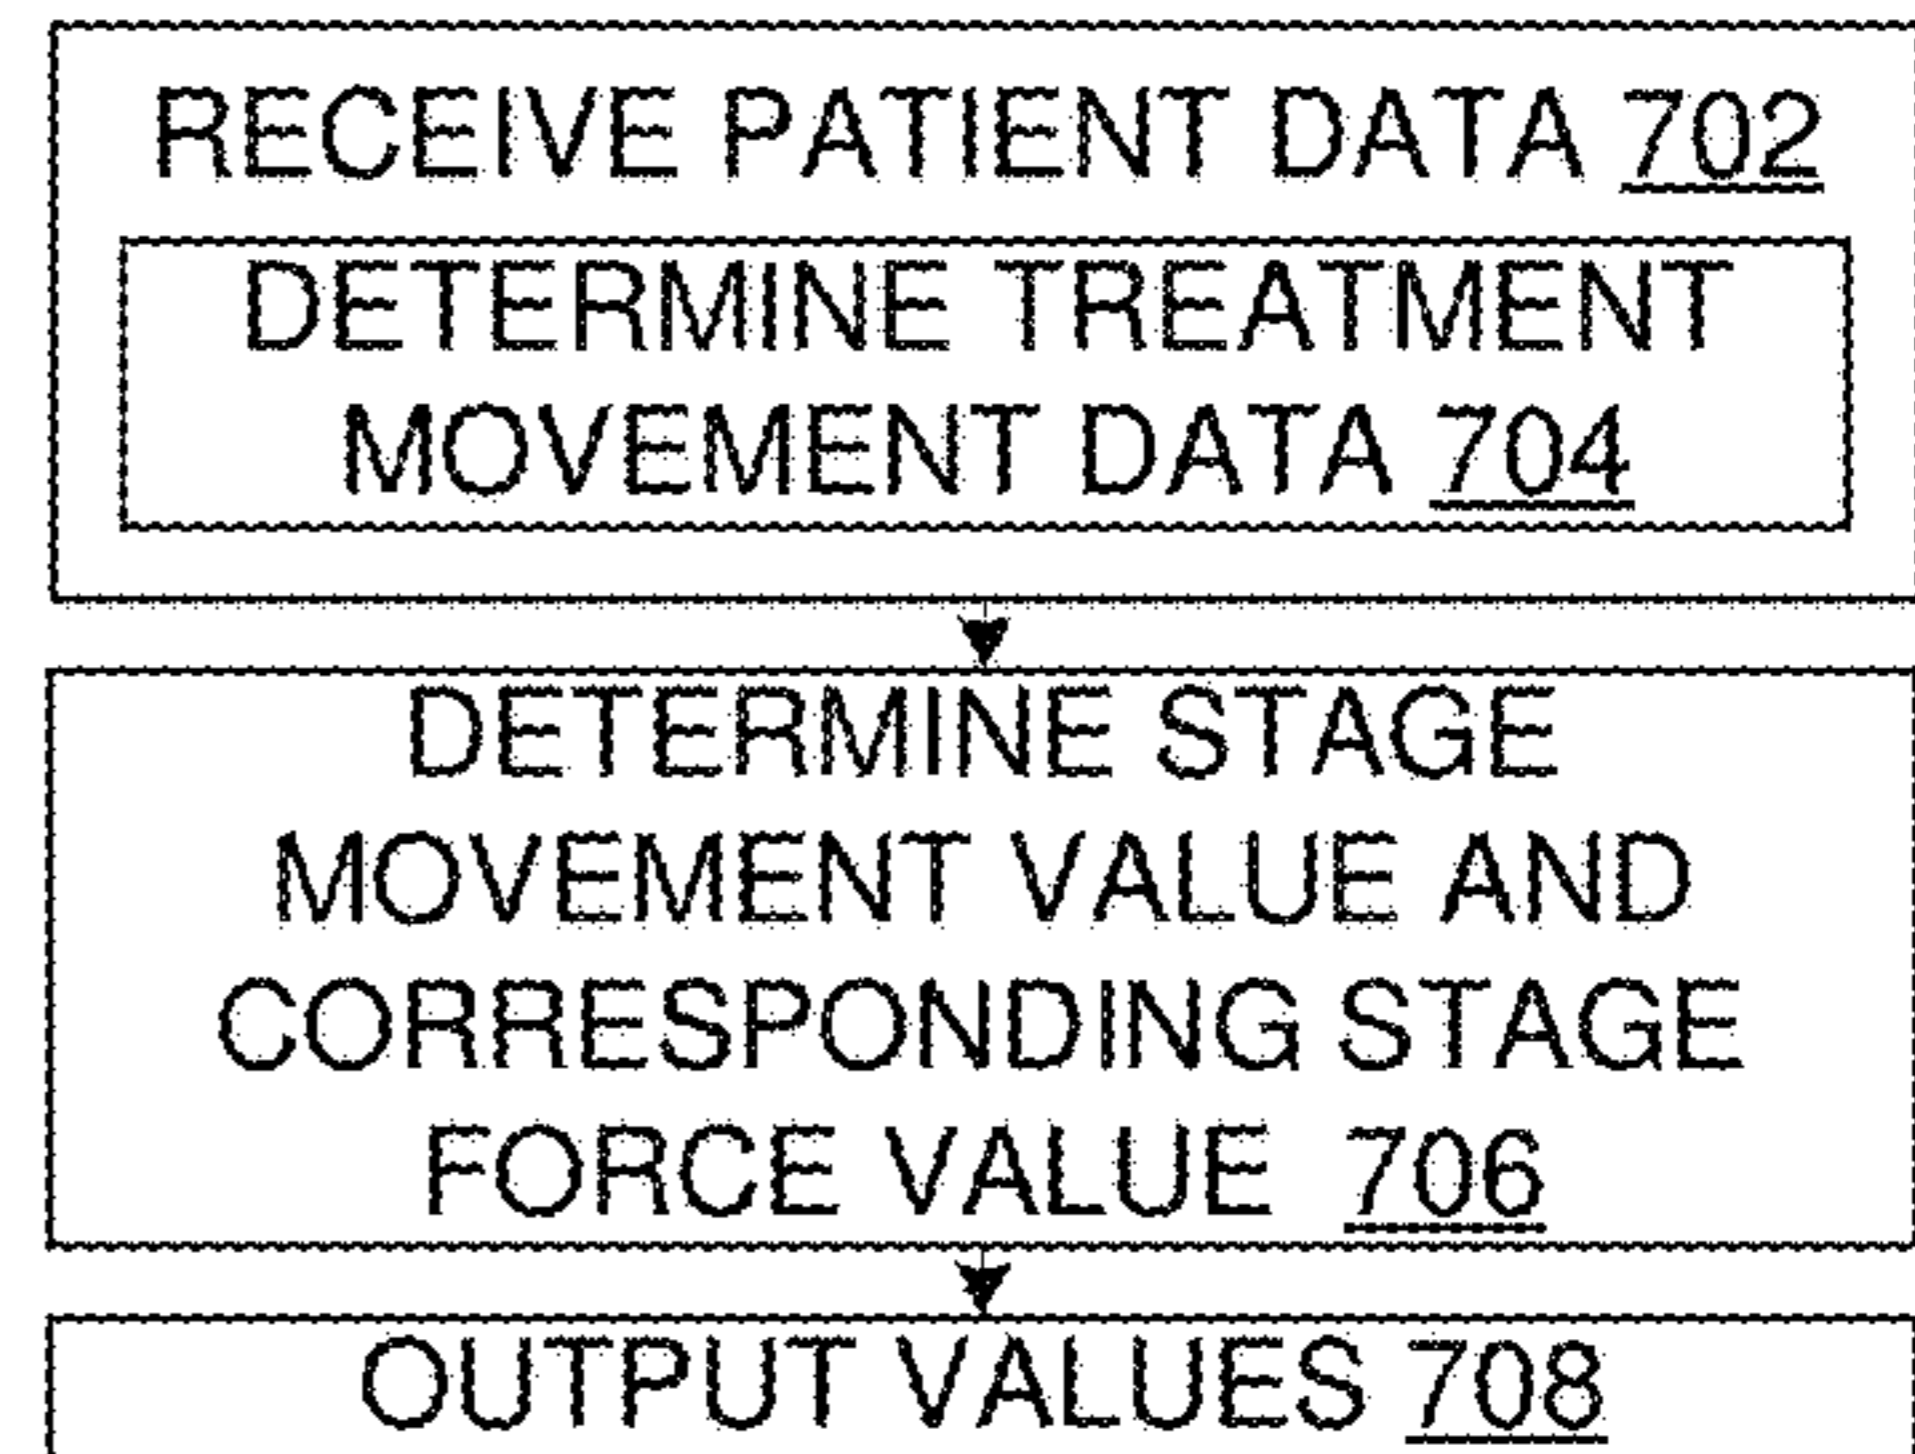 RECEIVE PATIENT DATA 702
DETERMINE TREATMENT
MOVEMENT DATA 704
DETERMINE STAGE
MOVEMENT VALUE AND
CORRESPONDING STAGE
FORCE VALUE 706
OUTPUT VALUES 708